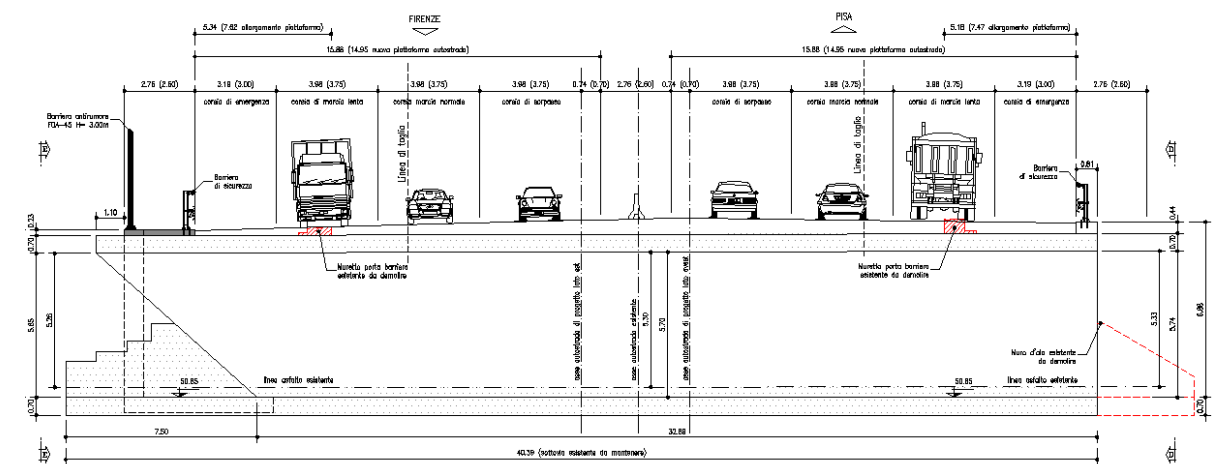 FIRENZE
PISA
5.34 (7.62 allargamento piattaforma)
5.18 (7.47 allargamento piattaforma)
15.88 (14.95 nuova piattaforma autostrada)
15.88 (14.95 nuova piattaforma autostrada)
2.76 (2.60)
3.19 (3.00)
3.98 (3.75)
3.98 (3.75)
3.98 (3.75)
0.74 (0.70)
2.76 (2.60)
0.74 (0.70)
3.98 (3.75)
3.98 (3.75)
3.98 (3.75)
3.19 (3.00)
2.76 (2.60)
corsia di emergenza
corsia di marcia lenta
corsia marcia normale
corsia di sorpasso
corsia di sorpasso
corsia marcia normale
corsia di marcia lenta
corsia di emergenza
Barriera antirumore
FOA-45 H= 3.00m
Linea di taglio
Linea di taglio
Barriera
di sicurezza
Barriera
di sicurezza
0.81
1.10
0.44
0.70
0.70
Muretto porta barriera
esistente da demolire
Muretto porta barriera
esistente da demolire
asse autostrada di progetto lato est
asse autostrada esistente
asse autostrada di progetto lato ovest
5.65
5.26
5.30
5.70
5.33
5.74
6.86
Muro d'ala esistente
da demolire
linea asfalto esistente
linea asfalto esistente
50.85
50.85
0.70
0.70
7.50
32.89
40.39 (sottovia esistente da mantenere)